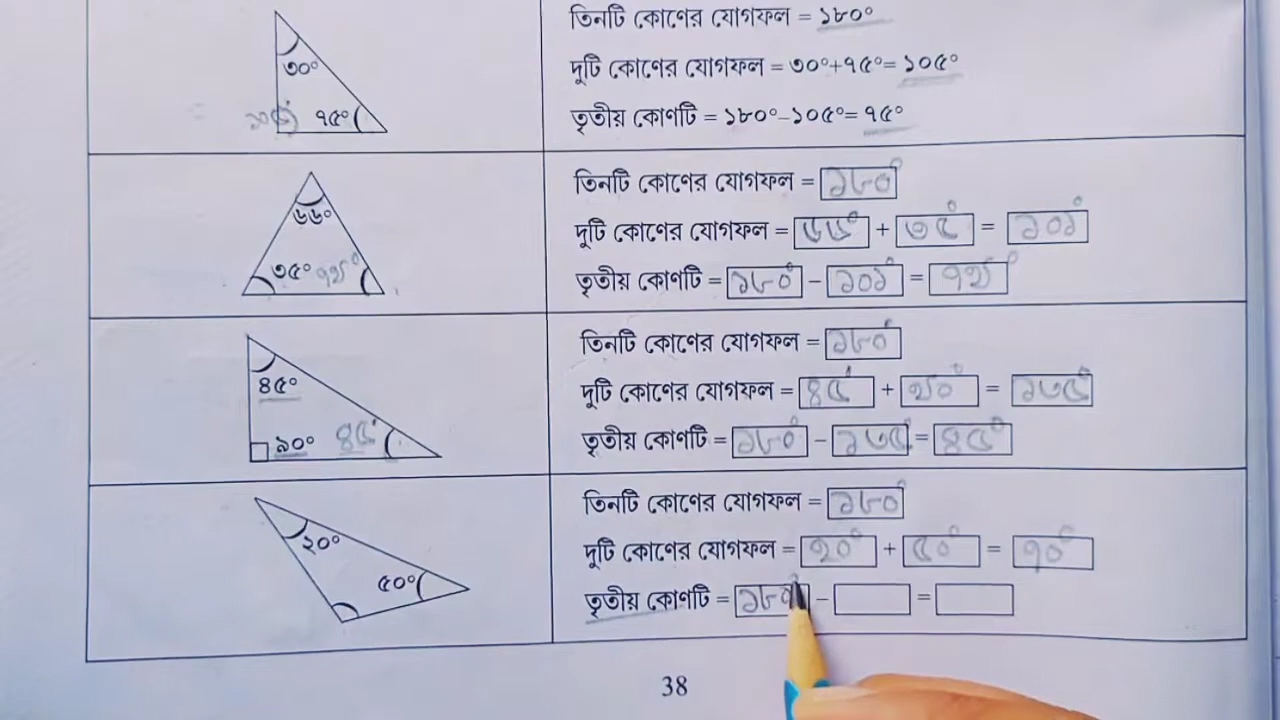 তিনটি কোণের যোগফল = ১৮০°
৩০°
দুটি কোণের যোগফল = ৩০°+৭৫°= ১০৫°
৭৫°
তৃতীয় কোণটি = ১৮০°-১০৫°= ৭৫°
৬৬°
৩৫° ৭৯°
তিনটি কোণের যোগফল = ১৮০°
দুটি কোণের যোগফল = ৬৬° + ৩৫° = ১০১°
তৃতীয় কোণটি = ১৮০° - ১০১° = ৭৯°
৪৫°
৯০° ৪৫°
তিনটি কোণের যোগফল = ১৮০°
দুটি কোণের যোগফল = ৪৫° + ৯০° = ১৩৫°
তৃতীয় কোণটি = ১৮০° - ১৩৫° = ৪৫°
২০°
৫০°
তিনটি কোণের যোগফল = ১৮০°
দুটি কোণের যোগফল = ২০° + ৫০° = ৭০°
তৃতীয় কোণটি = ১৮০° - =
38